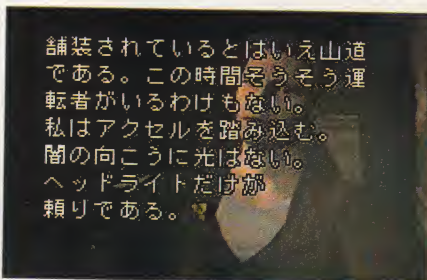 舗装されているとはいえ山道
である。この時間そうそう運
転者がいるわけもない。
私はアクセルを踏み込む。
闇の向こうに光はない。
ヘッドライトだけが
頼りである。